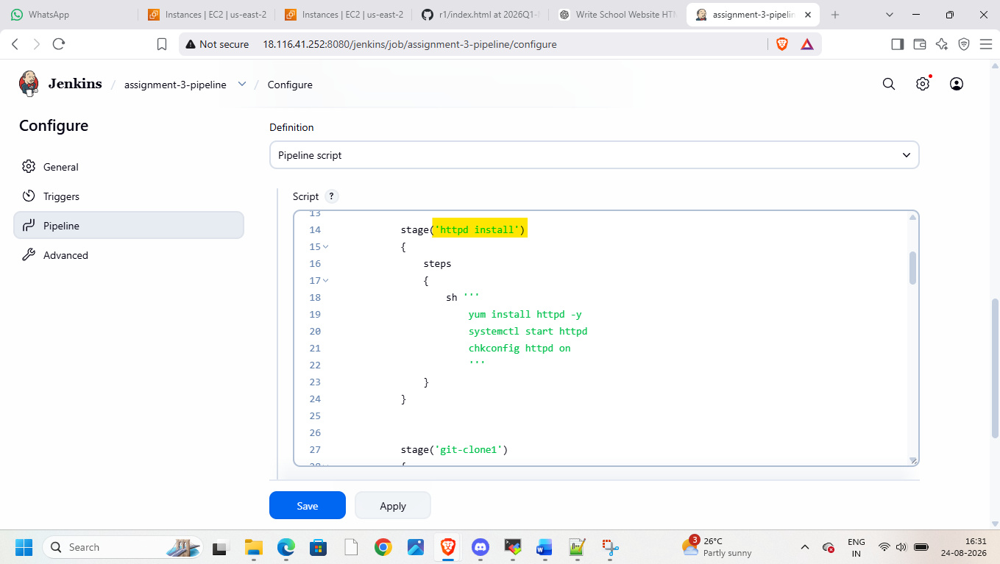 WhatsApp
Instances | EC2 | us-east-2
Instances | EC2 | us-east-2
r1/index.html at 2026Q1-
Write School Website HTM
assignment-3-pipelin
Not secure 18.116.41.252:8080/jenkins/job/assignment-3-pipeline/configure
Jenkins / assignment-3-pipeline / Configure
Configure
General
Triggers
Pipeline
Advanced
Definition
Pipeline script
Script ?
13
14 stage('httpd install')
15 {
16 steps
17 {
18 sh '''
19 yum install httpd -y
20 systemctl start httpd
21 chkconfig httpd on
22 '''
23 }
24 }
25
26
27 stage('git-clone1')
28 {
Save
Apply
Search
3
26°C
Partly sunny
ENG
IN
16:31
24-08-2026